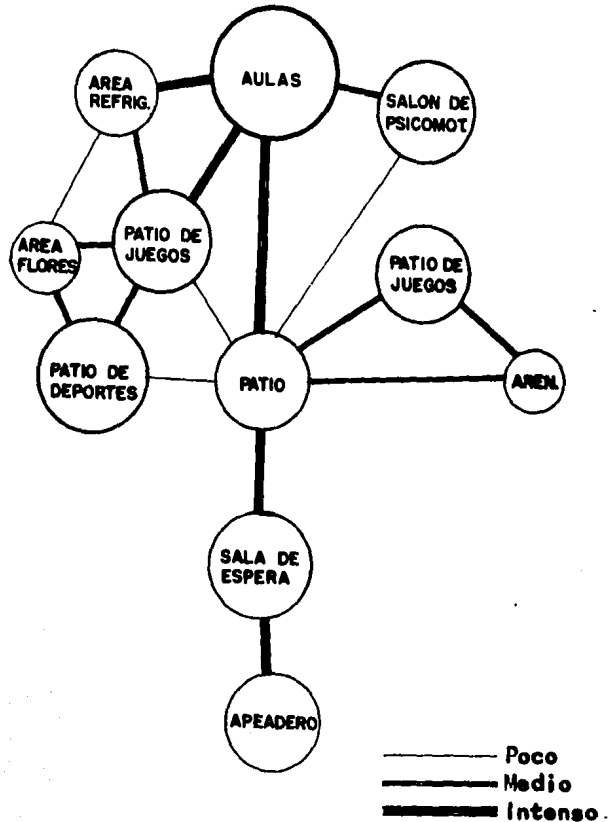 AULAS
AREA
REFRIG.
SALON DE
PSICOMOT.
PATIO DE
JUEGOS
AREA
FLORES
PATIO DE
JUEGOS
PATIO DE
DEPORTES
PATIO
AREN.
SALA DE
ESPERA
APEADERO
Poco
Medio
Intenso.